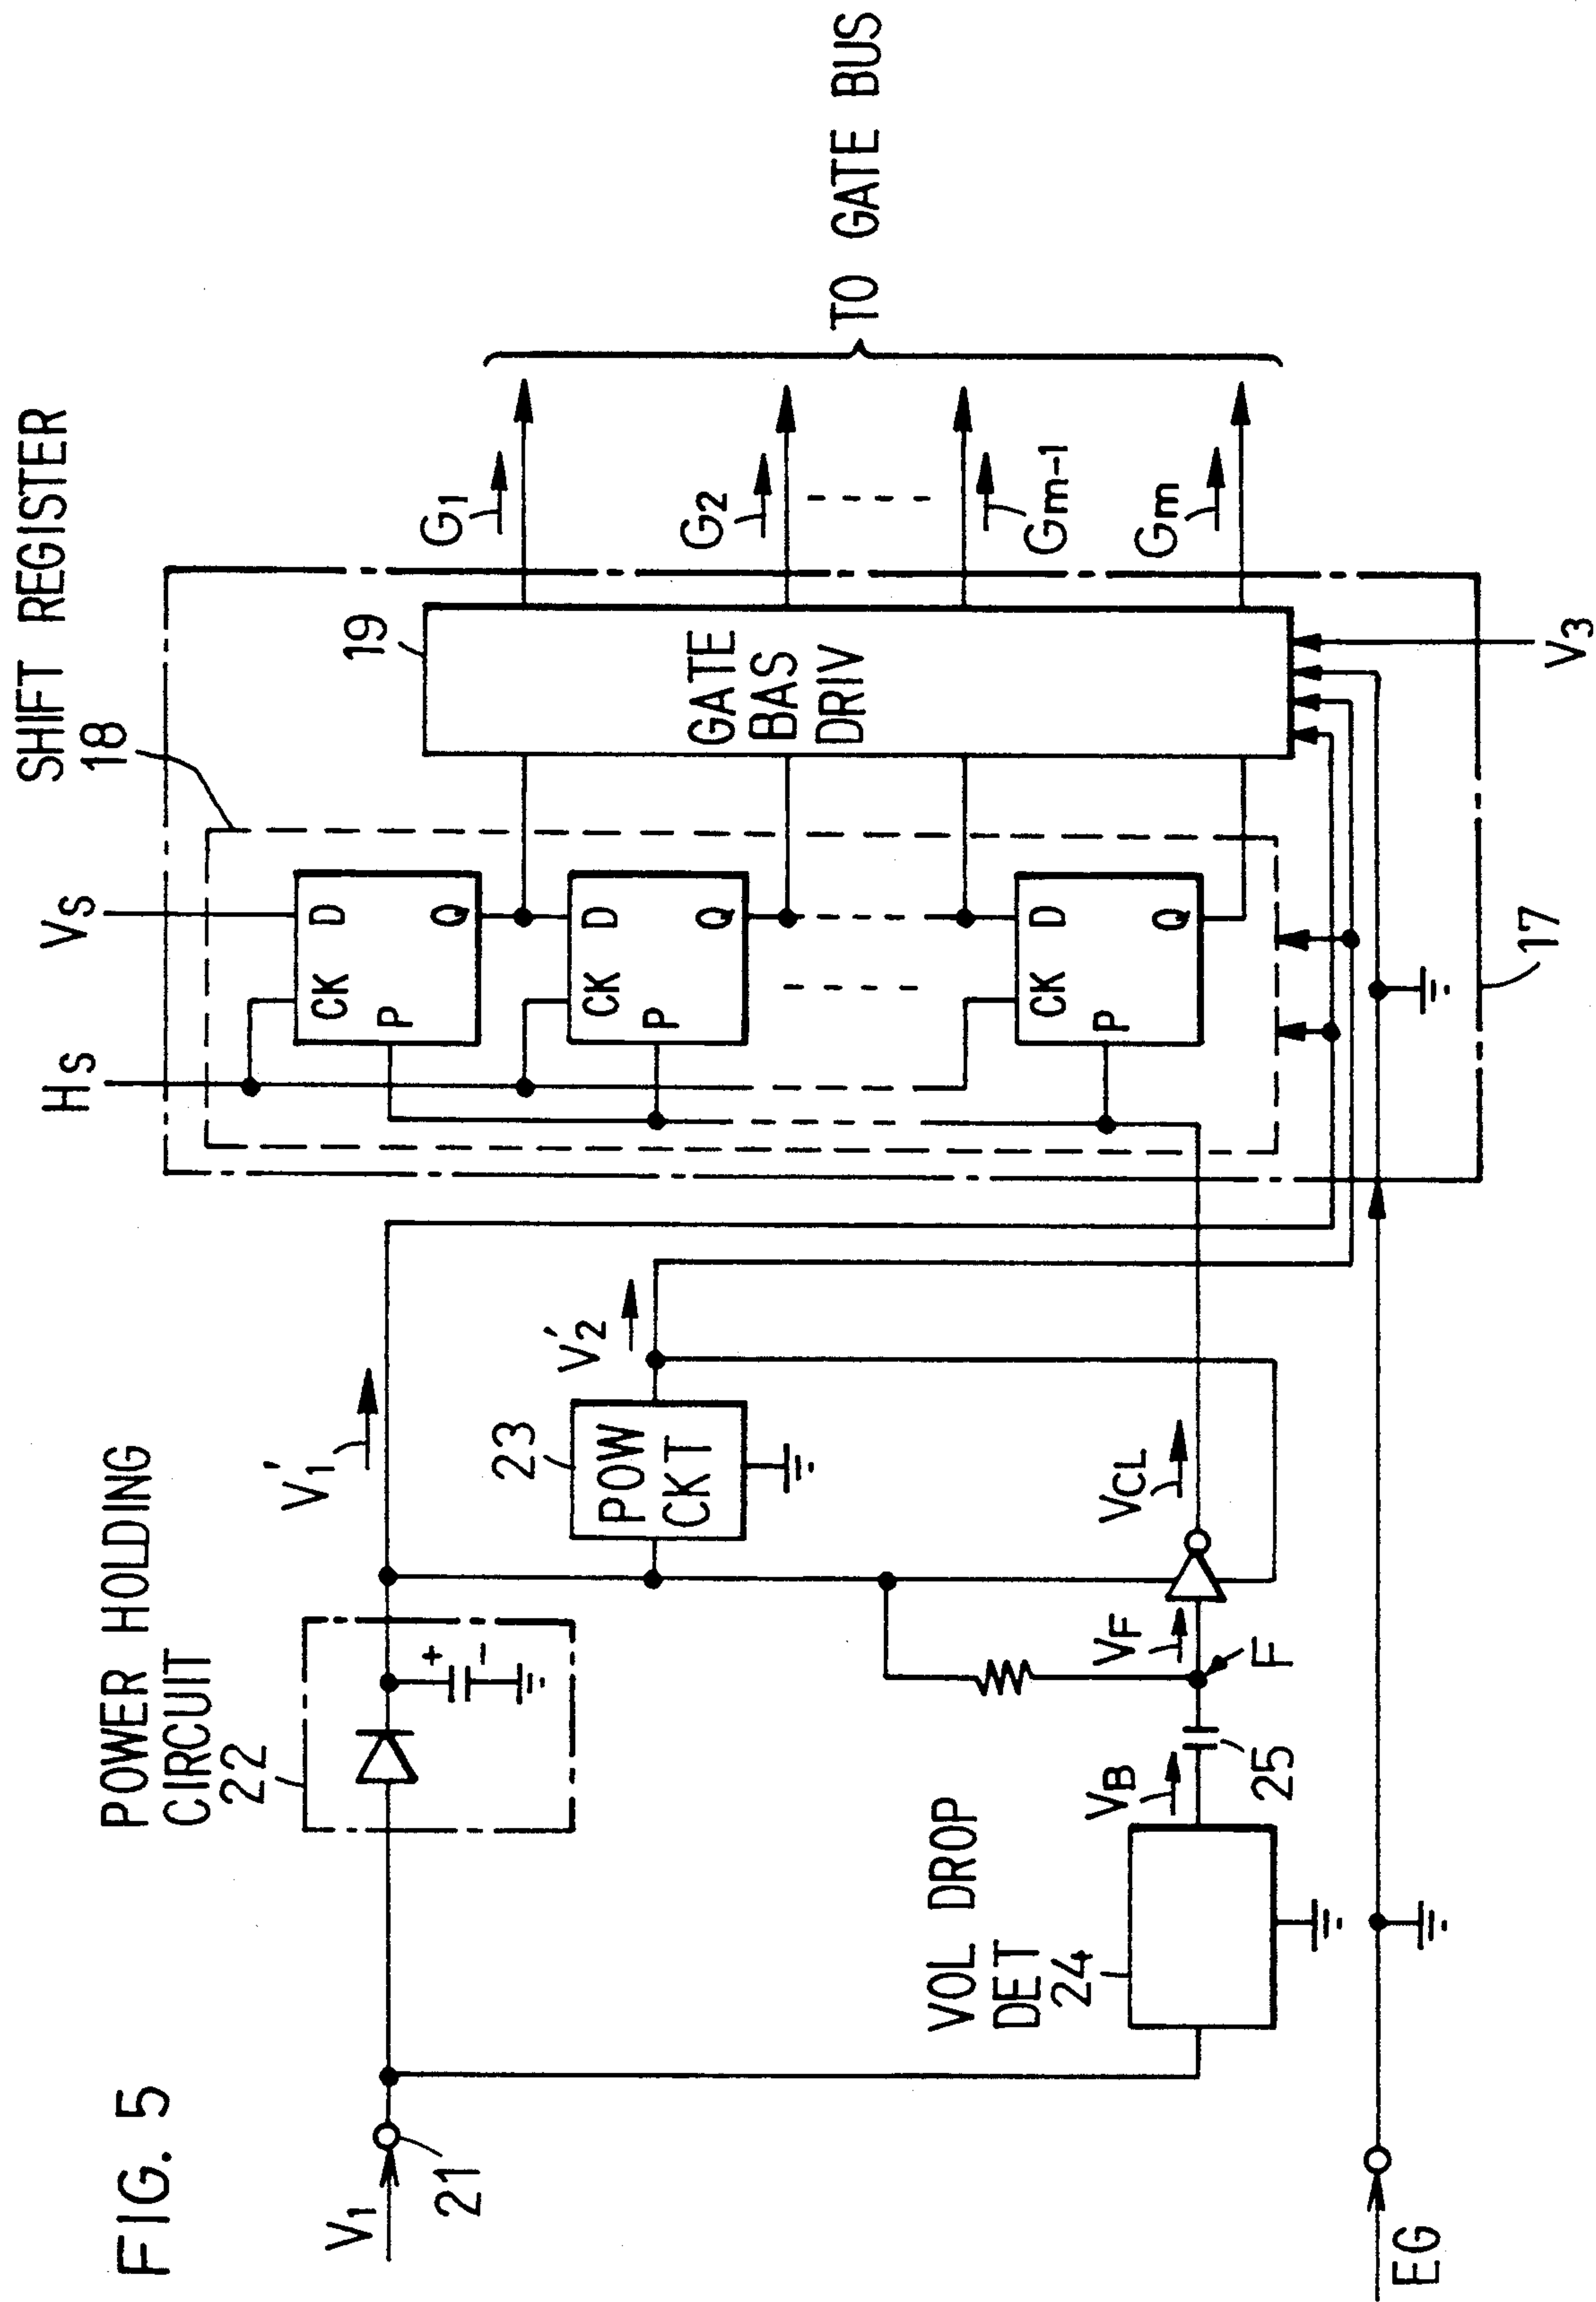 FIG. 5
SHIFT REGISTER
18
POWER HOLDING
CIRCUIT
22
VS
HS
V1
21
V1'
V2'
23
POW
CKT
D
CK
P
Q
D
CK
P
Q
D
CK
P
Q
19
GATE
BAS
DRIV
G1
G2
Gm-1
Gm
TO GATE BUS
VOL DROP
DET
24
VB
25
VF
F
VCL
EG
17
V3
+
-